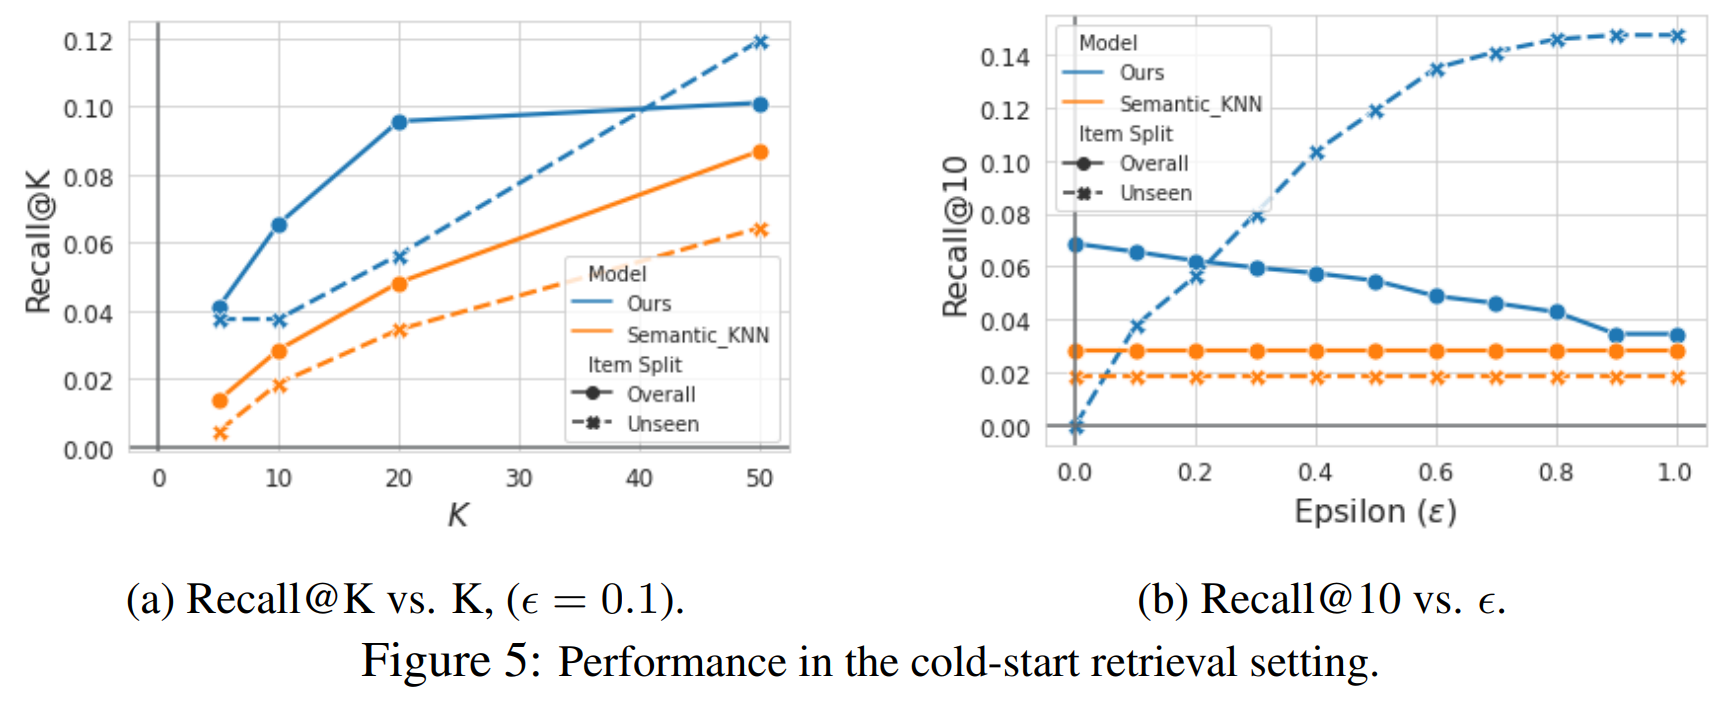 0.12
0.10
0.08
0.06
0.04
0.02
0.00
Recall@K
0
10
20
30
40
50
K
Model
Ours
Semantic_KNN
Item Split
Overall
Unseen
(a) Recall@K vs. K, (ϵ = 0.1).
0.14
0.12
0.10
0.08
0.06
0.04
0.02
0.00
Recall@10
0.0
0.2
0.4
0.6
0.8
1.0
Epsilon (ε)
Model
Ours
Semantic_KNN
Item Split
Overall
Unseen
(b) Recall@10 vs. ϵ.
Figure 5: Performance in the cold-start retrieval setting.